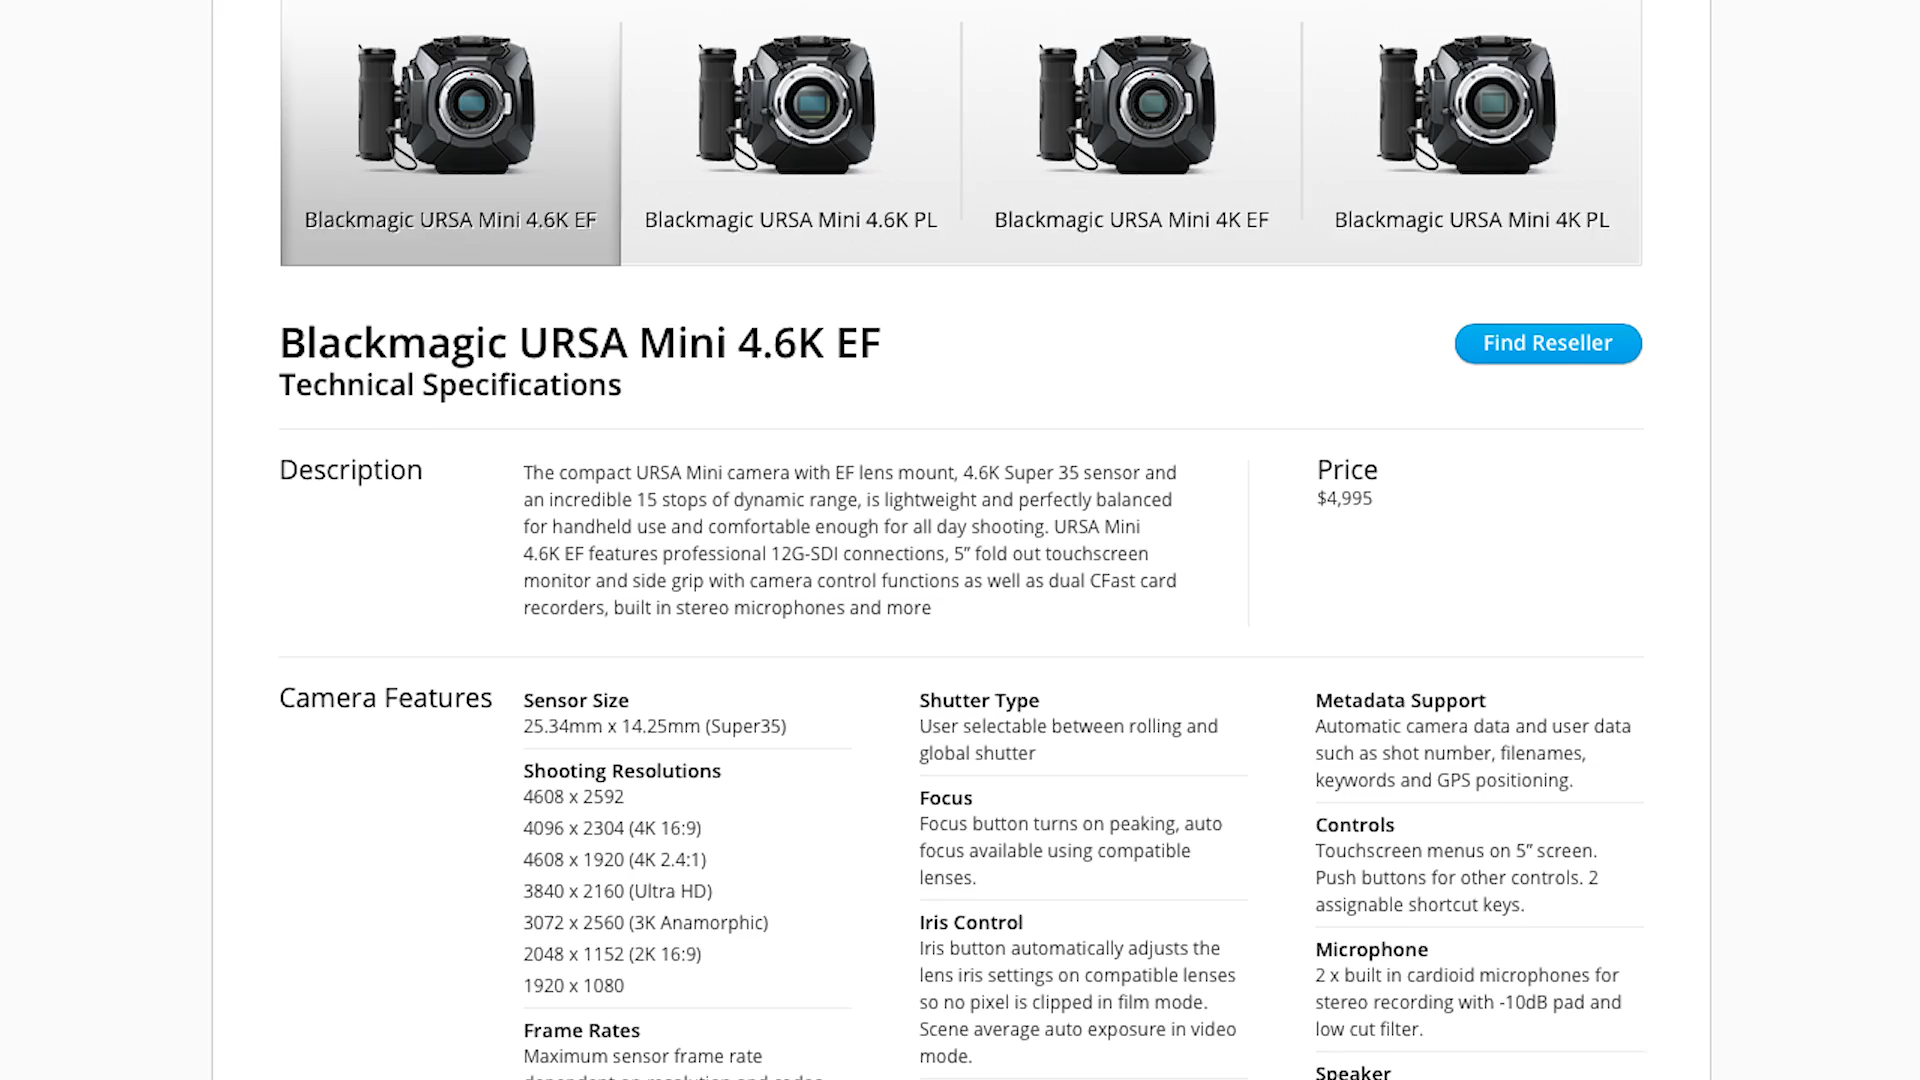 Blackmagic URSA Mini 4.6K EF
Blackmagic URSA Mini 4.6K PL
Blackmagic URSA Mini 4K EF
Blackmagic URSA Mini 4K PL
Blackmagic URSA Mini 4.6K EF
Technical Specifications
Find Reseller
Description
The compact URSA Mini camera with EF lens mount, 4.6K Super 35 sensor and
an incredible 15 stops of dynamic range, is lightweight and perfectly balanced
for handheld use and comfortable enough for all day shooting. URSA Mini
4.6K EF features professional 12G-SDI connections, 5” fold out touchscreen
monitor and side grip with camera control functions as well as dual CFast card
recorders, built in stereo microphones and more
Price
$4,995
Camera Features
Sensor Size
25.34mm x 14.25mm (Super35)
Shooting Resolutions
4608 x 2592
4096 x 2304 (4K 16:9)
4608 x 1920 (4K 2.4:1)
3840 x 2160 (Ultra HD)
3072 x 2560 (3K Anamorphic)
2048 x 1152 (2K 16:9)
1920 x 1080
Frame Rates
Maximum sensor frame rate
dependent on resolution and codec
Shutter Type
User selectable between rolling and
global shutter
Focus
Focus button turns on peaking, auto
focus available using compatible
lenses.
Iris Control
Iris button automatically adjusts the
lens iris settings on compatible lenses
so no pixel is clipped in film mode.
Scene average auto exposure in video
mode.
Metadata Support
Automatic camera data and user data
such as shot number, filenames,
keywords and GPS positioning.
Controls
Touchscreen menus on 5” screen.
Push buttons for other controls. 2
assignable shortcut keys.
Microphone
2 x built in cardioid microphones for
stereo recording with -10dB pad and
low cut filter.
Speaker